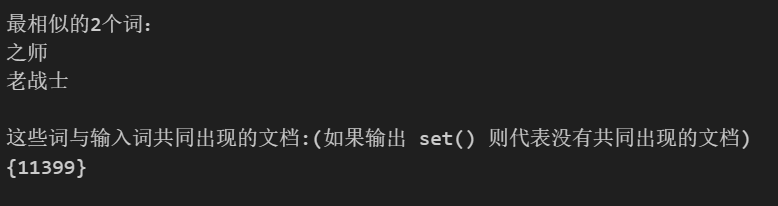 最相似的2个词:
之师
老战士
这些词与输入词共同出现的文档:(如果输出 set() 则代表没有共同出现的文档)
{11399}